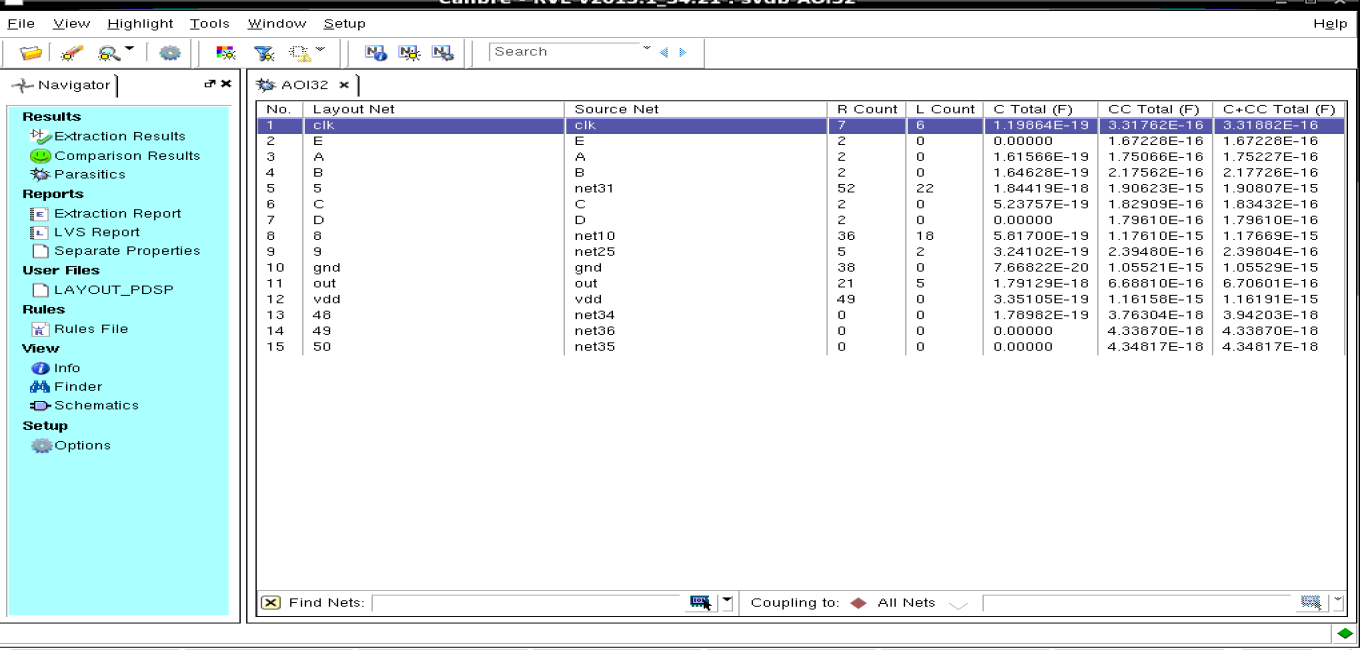 Calibre - RVE v2013.1_34.21 : svdb AOI32
File View Highlight Tools Window Setup Help
Search
Navigator
AOI32
Results
Extraction Results
Comparison Results
Parasitics
Reports
Extraction Report
LVS Report
Separate Properties
User Files
LAYOUT_PDSP
Rules
Rules File
View
Info
Finder
Schematics
Setup
Options
No. Layout Net Source Net R Count L Count C Total (F) CC Total (F) C+CC Total (F)
1 clk clk 7 6 1.19864E-19 3.31762E-16 3.31882E-16
2 E E 2 0 0.00000 1.67228E-16 1.67228E-16
3 A A 2 0 1.61566E-19 1.75066E-16 1.75227E-16
4 B B 2 0 1.64628E-19 2.17562E-16 2.17726E-16
5 5 net31 52 22 1.84419E-18 1.90623E-15 1.90807E-15
6 C C 2 0 5.23757E-19 1.82909E-16 1.83432E-16
7 D D 2 0 0.00000 1.79610E-16 1.79610E-16
8 8 net10 36 18 5.81700E-19 1.17610E-15 1.17669E-15
9 9 net25 5 2 3.24102E-19 2.39480E-16 2.39804E-16
10 gnd gnd 38 0 7.66822E-20 1.05521E-15 1.05529E-15
11 out out 21 5 1.79129E-18 6.68810E-16 6.70601E-16
12 vdd vdd 49 0 3.35105E-19 1.16158E-15 1.16191E-15
13 48 net34 0 0 1.78982E-19 3.76304E-18 3.94203E-18
14 49 net36 0 0 0.00000 4.33870E-18 4.33870E-18
15 50 net35 0 0 0.00000 4.34817E-18 4.34817E-18
Find Nets: Coupling to: All Nets